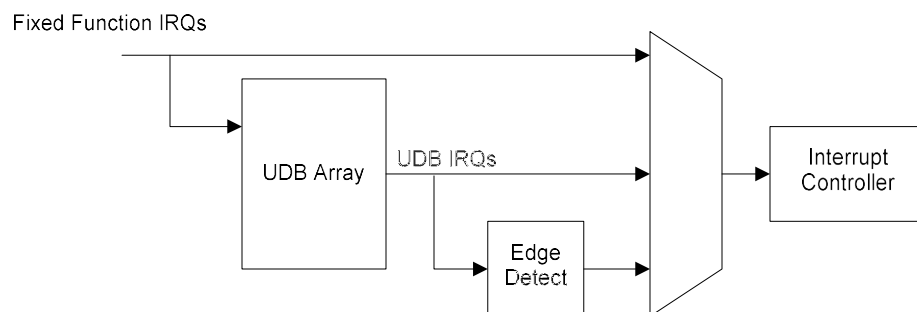 Fixed Function IRQs
UDB Array
UDB IRQs
Edge
Detect
Interrupt
Controller